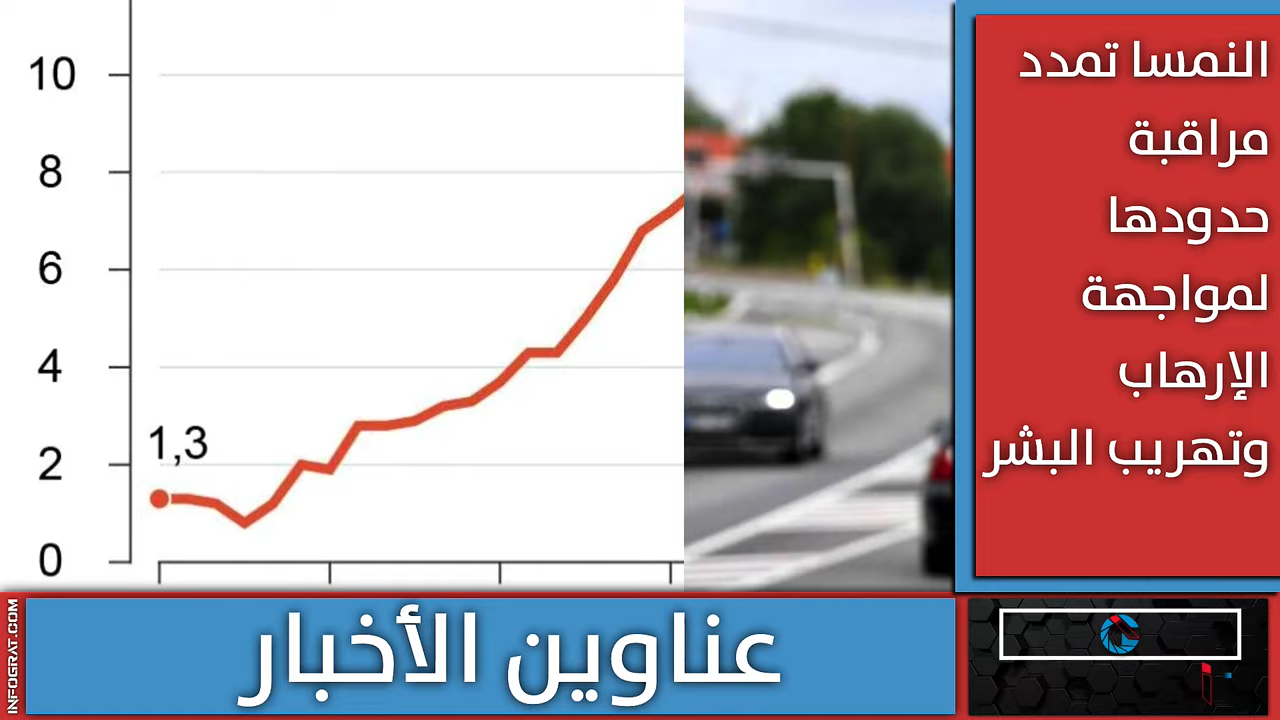 النمسا تمدد
مراقبة
حدودها
لمواجهة
الإرهاب
وتهريب البشر
10
8
6
4
2
0
1,3
عناوين الأخبار
INFOGRAT.COM